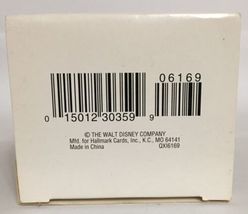 06169
0 15012 30359 9
© THE WALT DISNEY COMPANY
Mfd. for Hallmark Cards, Inc., K.C., MO 64141
Made in China QXI6169